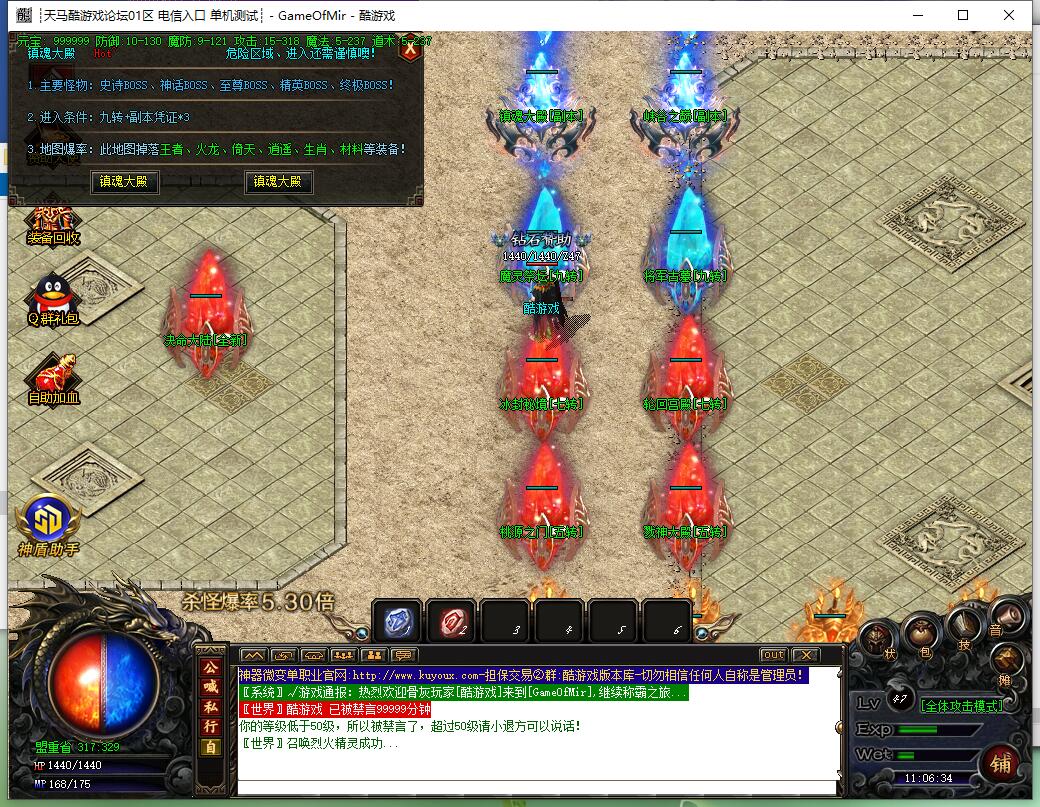 天马酷游戏论坛01区 电信入口 单机测试 - GameOfMir - 酷游戏
元宝:999999 防御:10-130 魔防:9-121 攻击:15-318 魔法:5-237 道术:5-237
镇魂大殿 Hot 危险区域、进入还需谨慎噢!
1.主要怪物: 史诗BOSS、神话BOSS、至尊BOSS、精英BOSS、终极BOSS!
2.进入条件: 九转+副本凭证*3
3.地图爆率: 此地图掉落王者、火龙、倚天、逍遥、生肖、材料等装备!
镇魂大殿 镇魂大殿
镇魂大殿[副本] 峡谷之巅[副本]
装备回收
钻石赞助
1440/1440/Z47
魔灵祭坛[九转] 将军古墓[九转]
Q群礼包
酷游戏
决命大陆[全新]
自助加血
冰封秘境[七转] 轮回宫殿[七转]
神盾助手
桃源之门[五转] 戮神大殿[五转]
杀怪爆率5.30倍
1 2 3 4 5 6
状 包 技 音
公
喊
私
行
自
out X
神器微变单职业官网:http://www.kuyoux.com-担保交易②群:酷游戏版本库-切勿相信任何人自称是管理员!
〖系统〗√游戏通报: 热烈欢迎骨灰玩家[酷游戏]来到[GameOfMir].继续称霸之旅...
〖世界〗酷游戏 已被禁言99999分钟
你的等级低于50级, 所以被禁言了, 超过50级请小退方可以说话!
〖世界〗召唤烈火精灵成功...
盟重省 317:329
HP 1440/1440
MP 168/175
Lv 47 [全体攻击模式]
Exp
Wet
铺
11:06:34